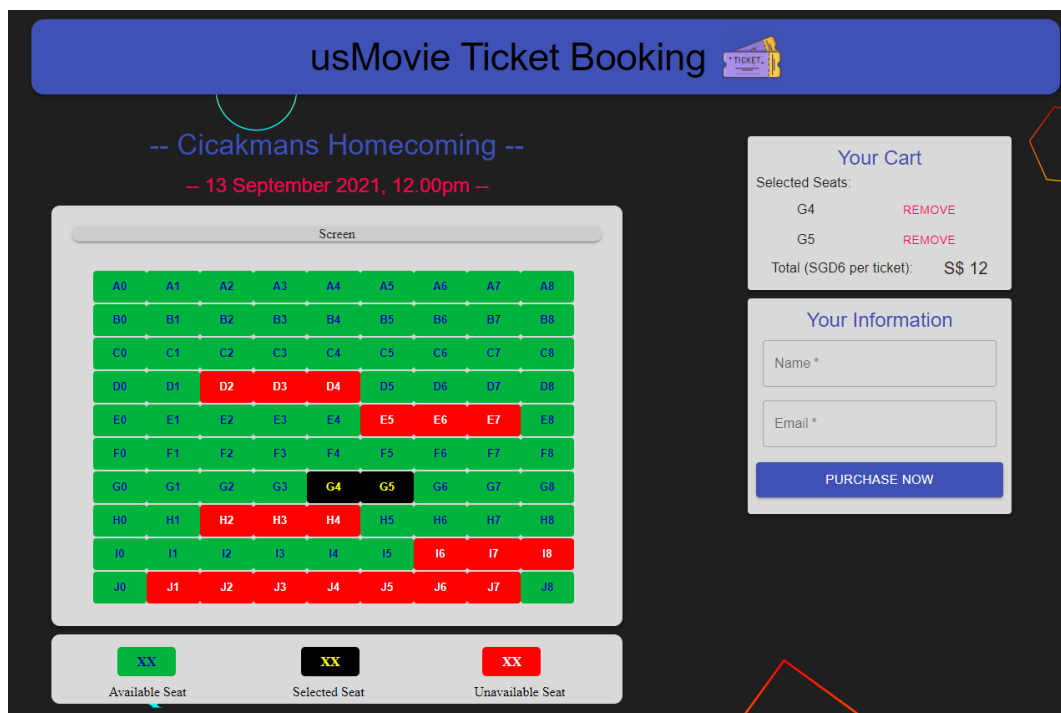 usMovie Ticket Booking
TICKET
-- Cicakmans Homecoming --
-- 13 September 2021, 12.00pm --
Screen
A0 A1 A2 A3 A4 A5 A6 A7 A8
B0 B1 B2 B3 B4 B5 B6 B7 B8
C0 C1 C2 C3 C4 C5 C6 C7 C8
D0 D1 D2 D3 D4 D5 D6 D7 D8
E0 E1 E2 E3 E4 E5 E6 E7 E8
F0 F1 F2 F3 F4 F5 F6 F7 F8
G0 G1 G2 G3 G4 G5 G6 G7 G8
H0 H1 H2 H3 H4 H5 H6 H7 H8
I0 I1 I2 I3 I4 I5 I6 I7 I8
J0 J1 J2 J3 J4 J5 J6 J7 J8
XX XX XX
Available Seat Selected Seat Unavailable Seat
Your Cart
Selected Seats:
G4 REMOVE
G5 REMOVE
Total (SGD6 per ticket): S$ 12
Your Information
Name *
Email *
PURCHASE NOW